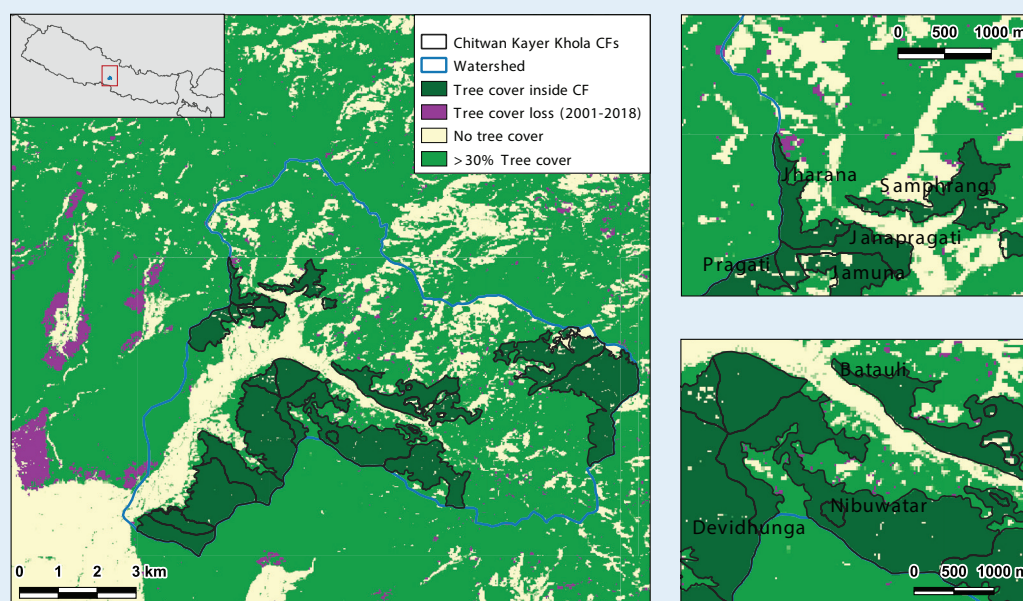 Chitwan Kayer Khola CFs
Watershed
Tree cover inside CF
Tree cover loss (2001-2018)
No tree cover
>30% Tree cover
0 1 2 3 km
0 500 1000 m
Jharana
Samphrang
Janapragati
Pragati
Jamuna
Batauli
Nibuwatar
Devidhunga
0 500 1000 m